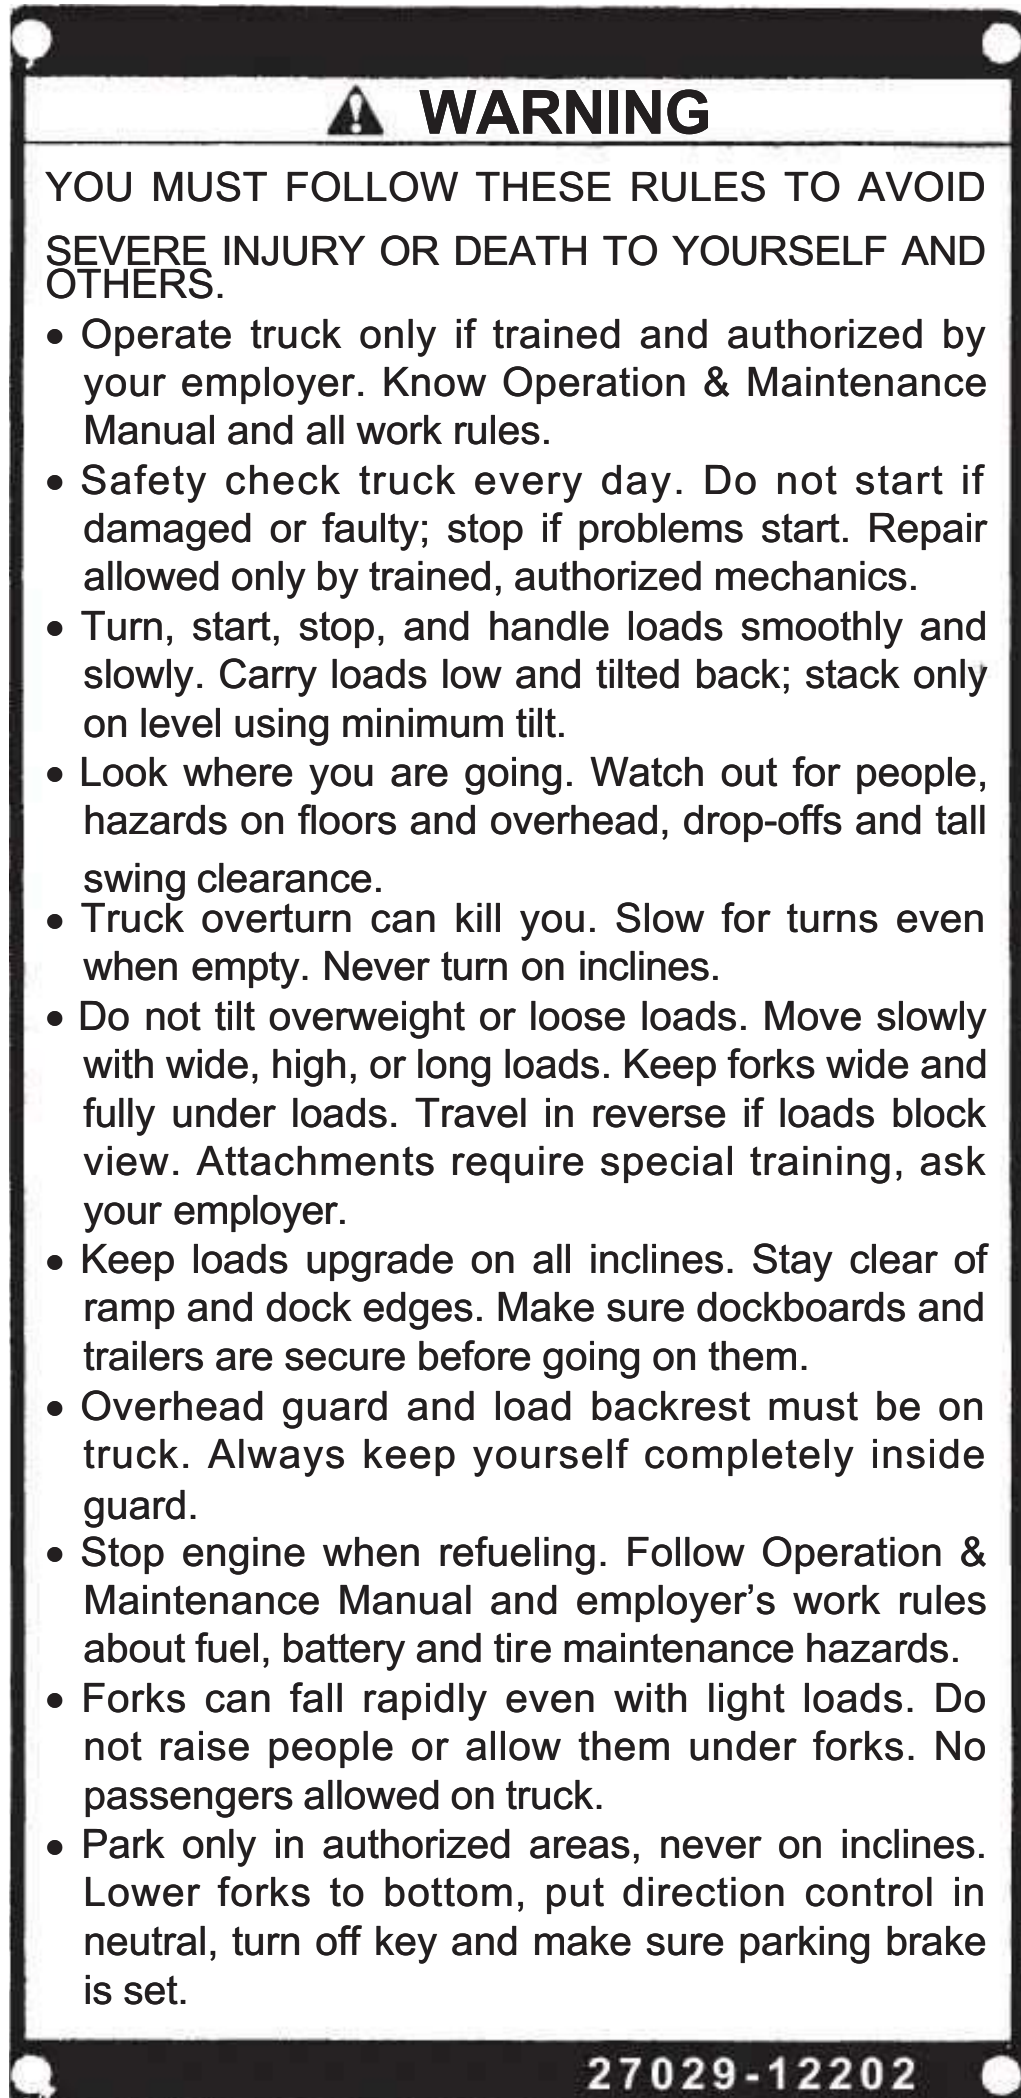 WARNING
YOU MUST FOLLOW THESE RULES TO AVOID
SEVERE INJURY OR DEATH TO YOURSELF AND
OTHERS.
• Operate truck only if trained and authorized by
your employer. Know Operation & Maintenance
Manual and all work rules.
• Safety check truck every day. Do not start if
damaged or faulty; stop if problems start. Repair
allowed only by trained, authorized mechanics.
• Turn, start, stop, and handle loads smoothly and
slowly. Carry loads low and tilted back; stack only
on level using minimum tilt.
• Look where you are going. Watch out for people,
hazards on floors and overhead, drop-offs and tall
swing clearance.
• Truck overturn can kill you. Slow for turns even
when empty. Never turn on inclines.
• Do not tilt overweight or loose loads. Move slowly
with wide, high, or long loads. Keep forks wide and
fully under loads. Travel in reverse if loads block
view. Attachments require special training, ask
your employer.
• Keep loads upgrade on all inclines. Stay clear of
ramp and dock edges. Make sure dockboards and
trailers are secure before going on them.
• Overhead guard and load backrest must be on
truck. Always keep yourself completely inside
guard.
• Stop engine when refueling. Follow Operation &
Maintenance Manual and employer’s work rules
about fuel, battery and tire maintenance hazards.
• Forks can fall rapidly even with light loads. Do
not raise people or allow them under forks. No
passengers allowed on truck.
• Park only in authorized areas, never on inclines.
Lower forks to bottom, put direction control in
neutral, turn off key and make sure parking brake
is set.
27029-12202